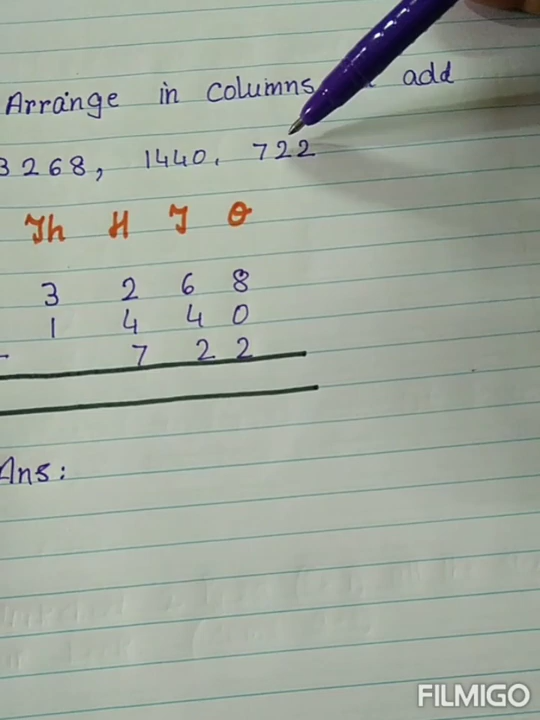 Arrange in columns add
3268, 1440, 722
Th H T O
3 2 6 8
1 4 4 0
7 2 2
Ans:
FILMIGO